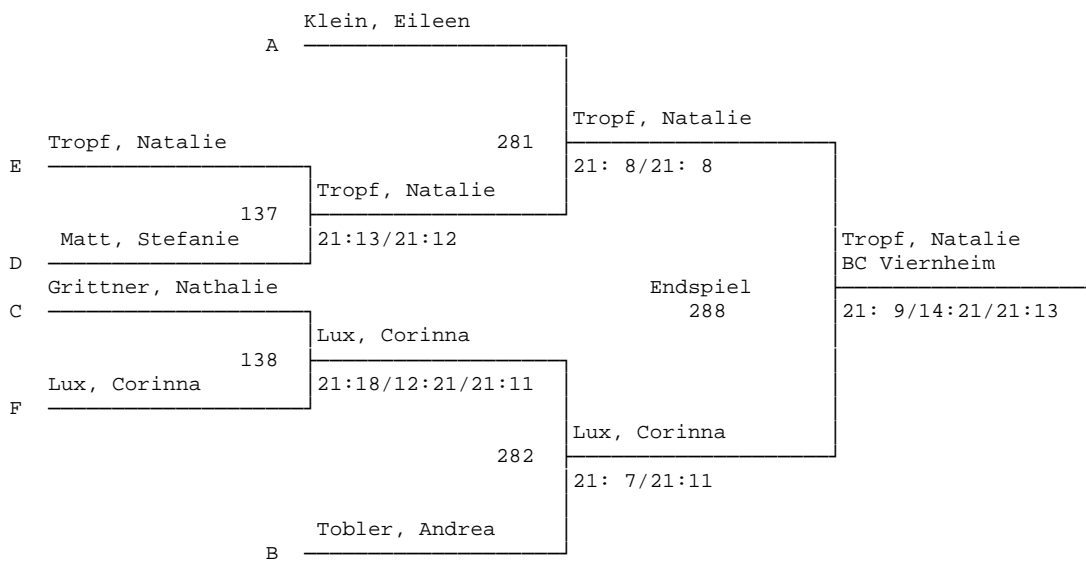 Klein, Eileen
A
Tropf, Natalie
281
Tropf, Natalie
E
21: 8/21: 8
Tropf, Natalie
137
Matt, Stefanie
21:13/21:12
Tropf, Natalie
D
BC Viernheim
Grittner, Nathalie
Endspiel
C
288
21: 9/14:21/21:13
Lux, Corinna
138
Lux, Corinna
21:18/12:21/21:11
F
Lux, Corinna
282
21: 7/21:11
Tobler, Andrea
B